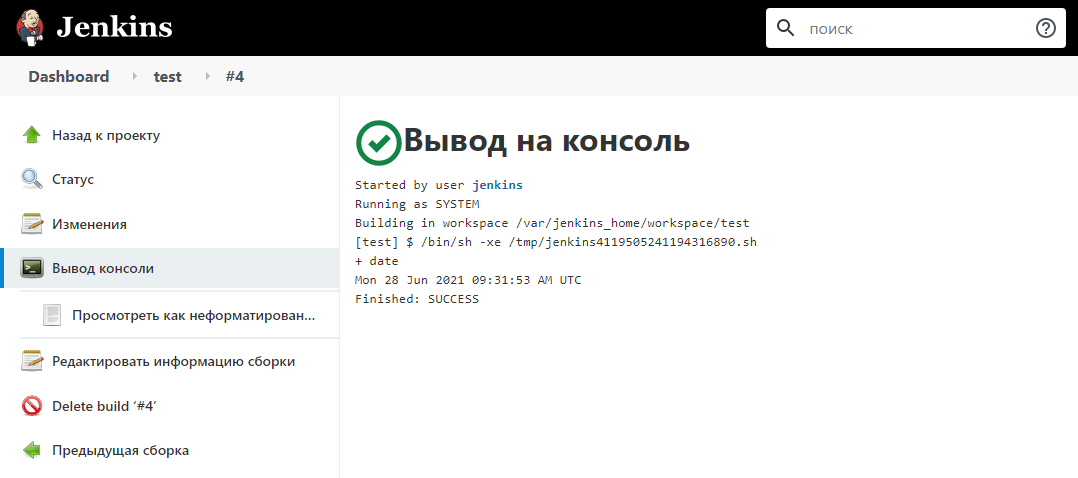 Jenkins
поиск
Dashboard test #4
Назад к проекту
Статус
Изменения
Вывод консоли
Просмотреть как неформатирован...
Редактировать информацию сборки
Delete build ‘#4’
Предыдущая сборка
Вывод на консоль
Started by user jenkins
Running as SYSTEM
Building in workspace /var/jenkins_home/workspace/test
[test] $ /bin/sh -xe /tmp/jenkins4119505241194316890.sh
+ date
Mon 28 Jun 2021 09:31:53 AM UTC
Finished: SUCCESS